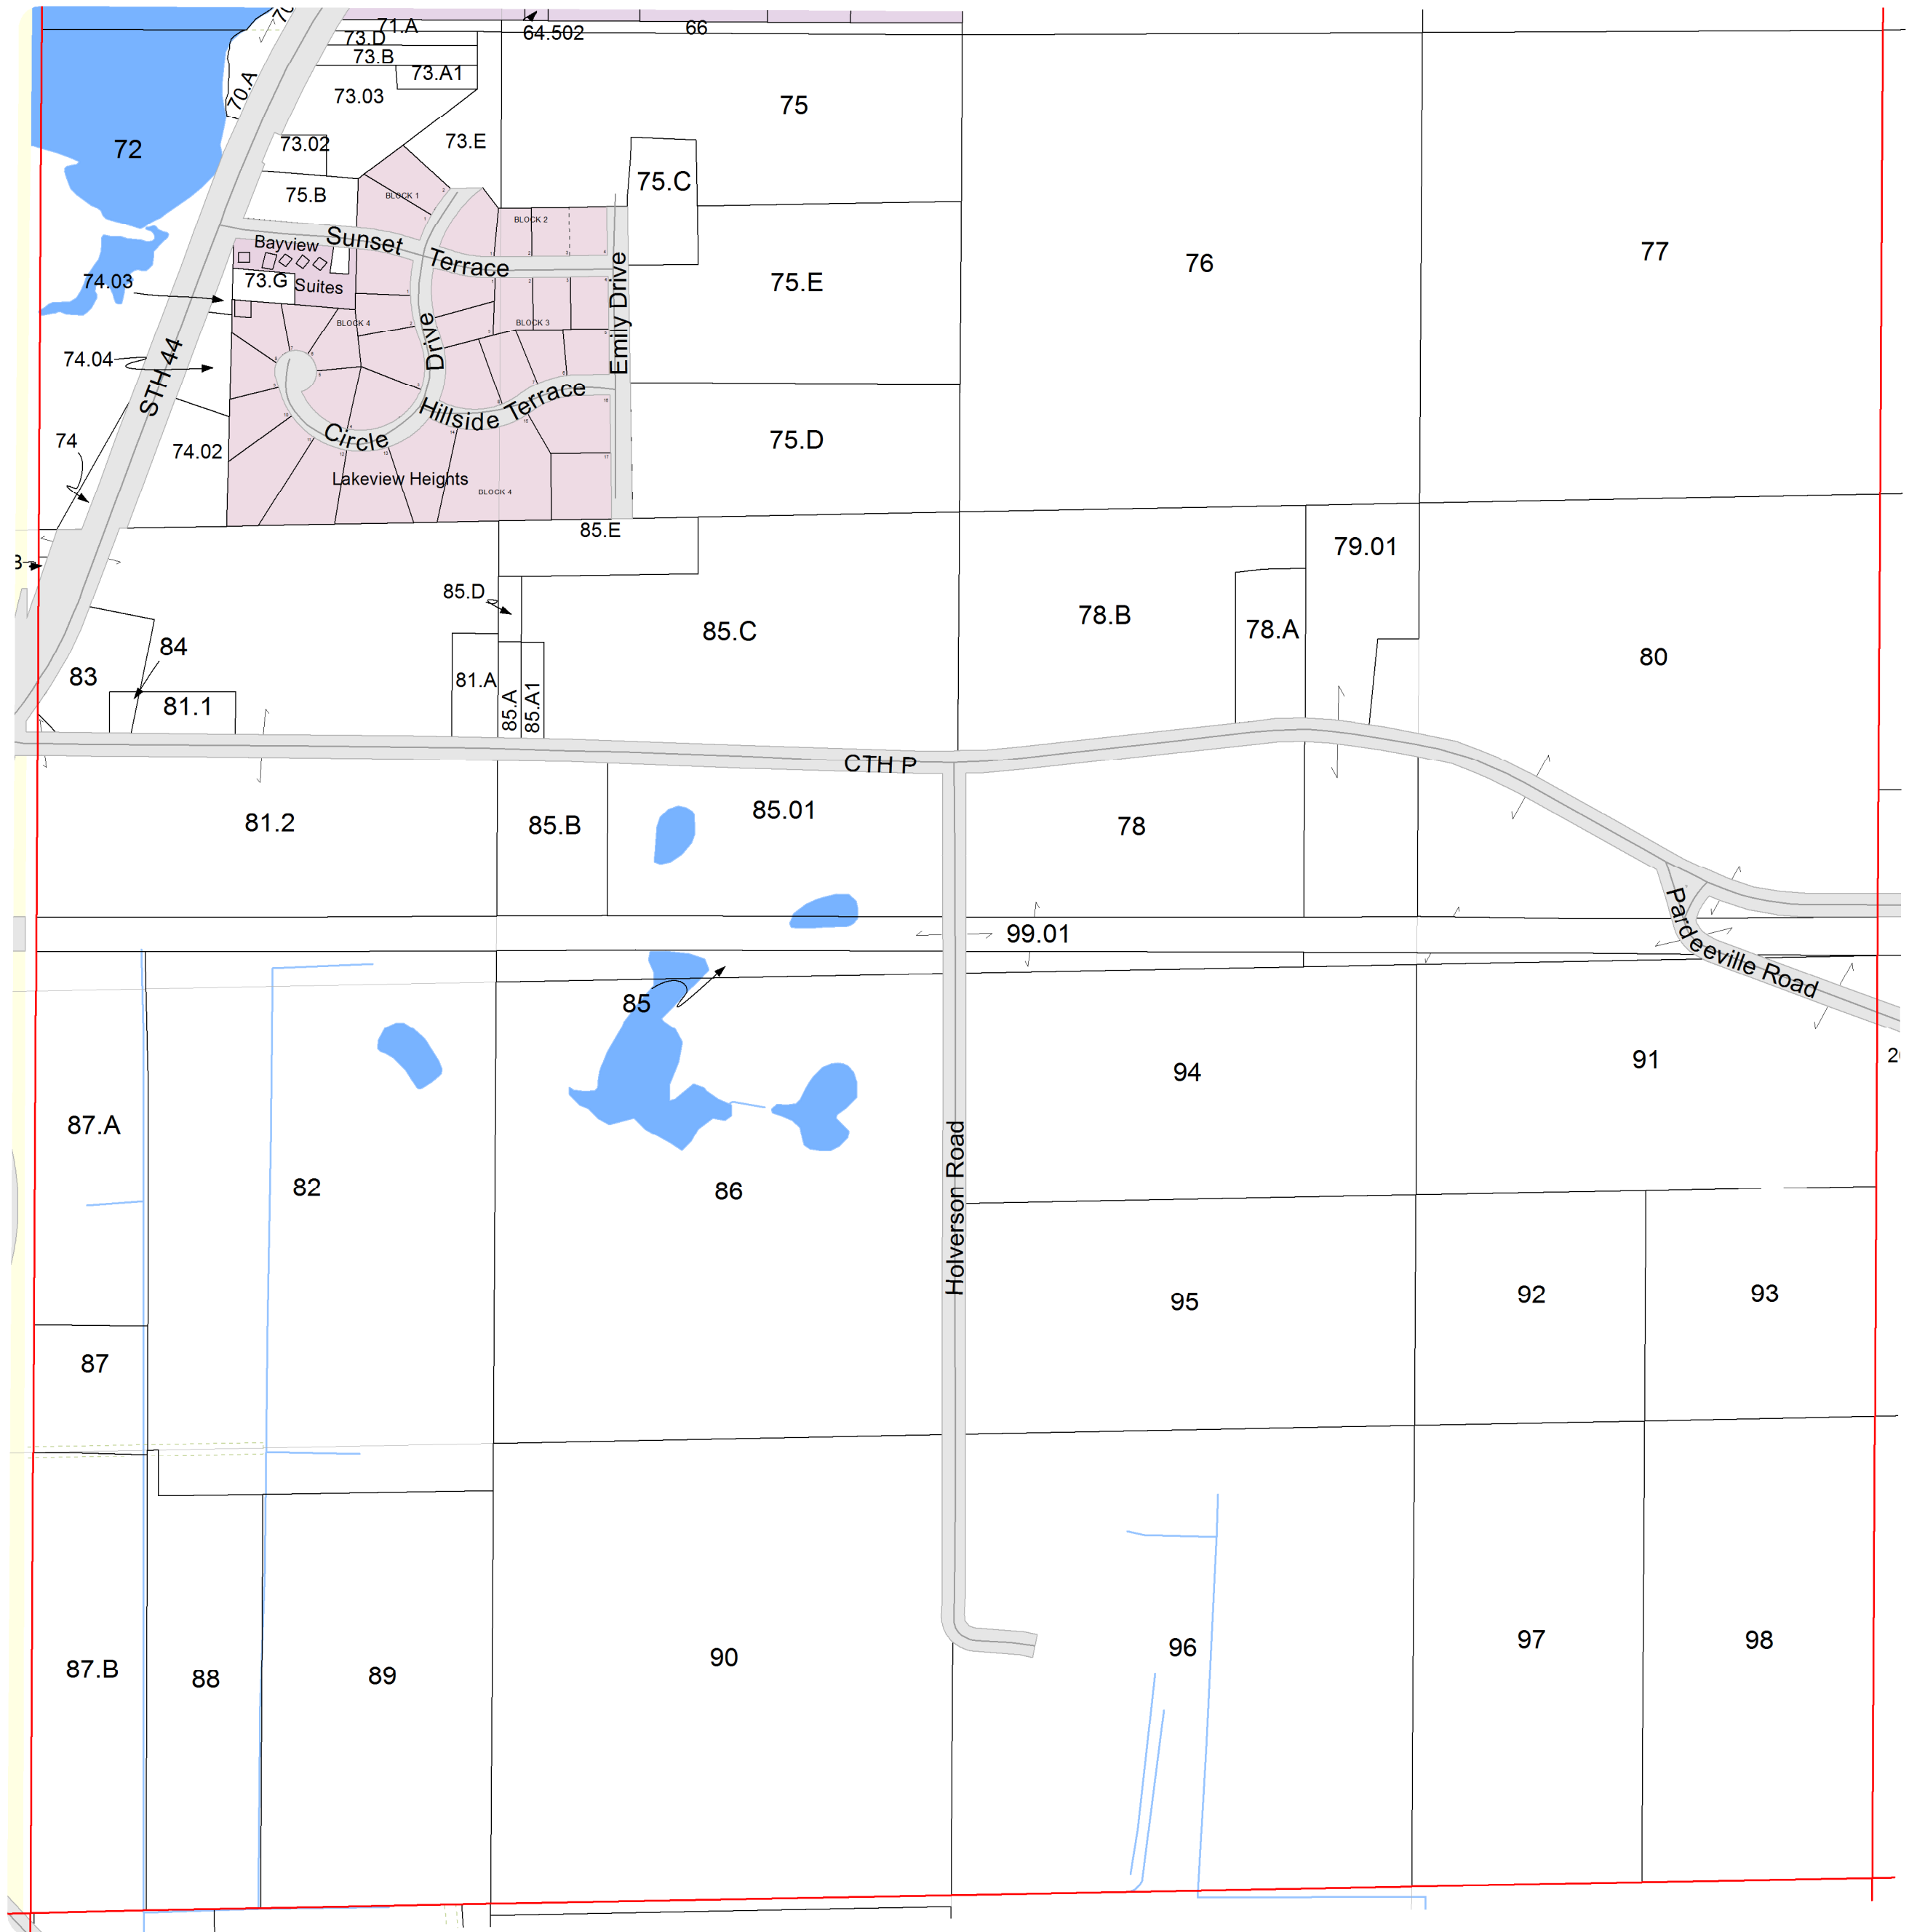 70.
71.A
64.502
66
73.D
73.B
73.A1
70.A
73.03
75
72
73.02
73.E
75.C
75.B
BLOCK 1
BLOCK 2
Sunset Terrace
Bayview
Suites
73.G
74.03
75.E
76
77
Emily Drive
BLOCK 4
BLOCK 3
Circle Drive
74.04
STH 44
Hillside Terrace
74
74.02
75.D
Lakeview Heights
BLOCK 4
85.E
79.01
85.D
78.B
78.A
85.C
80
84
83
81.A
85.A
85.A1
81.1
CTH P
81.2
85.B
85.01
78
99.01
Pardeeville Road
85
94
91
87.A
82
86
Holverson Road
95
92
93
87
87.B
88
89
90
96
97
98